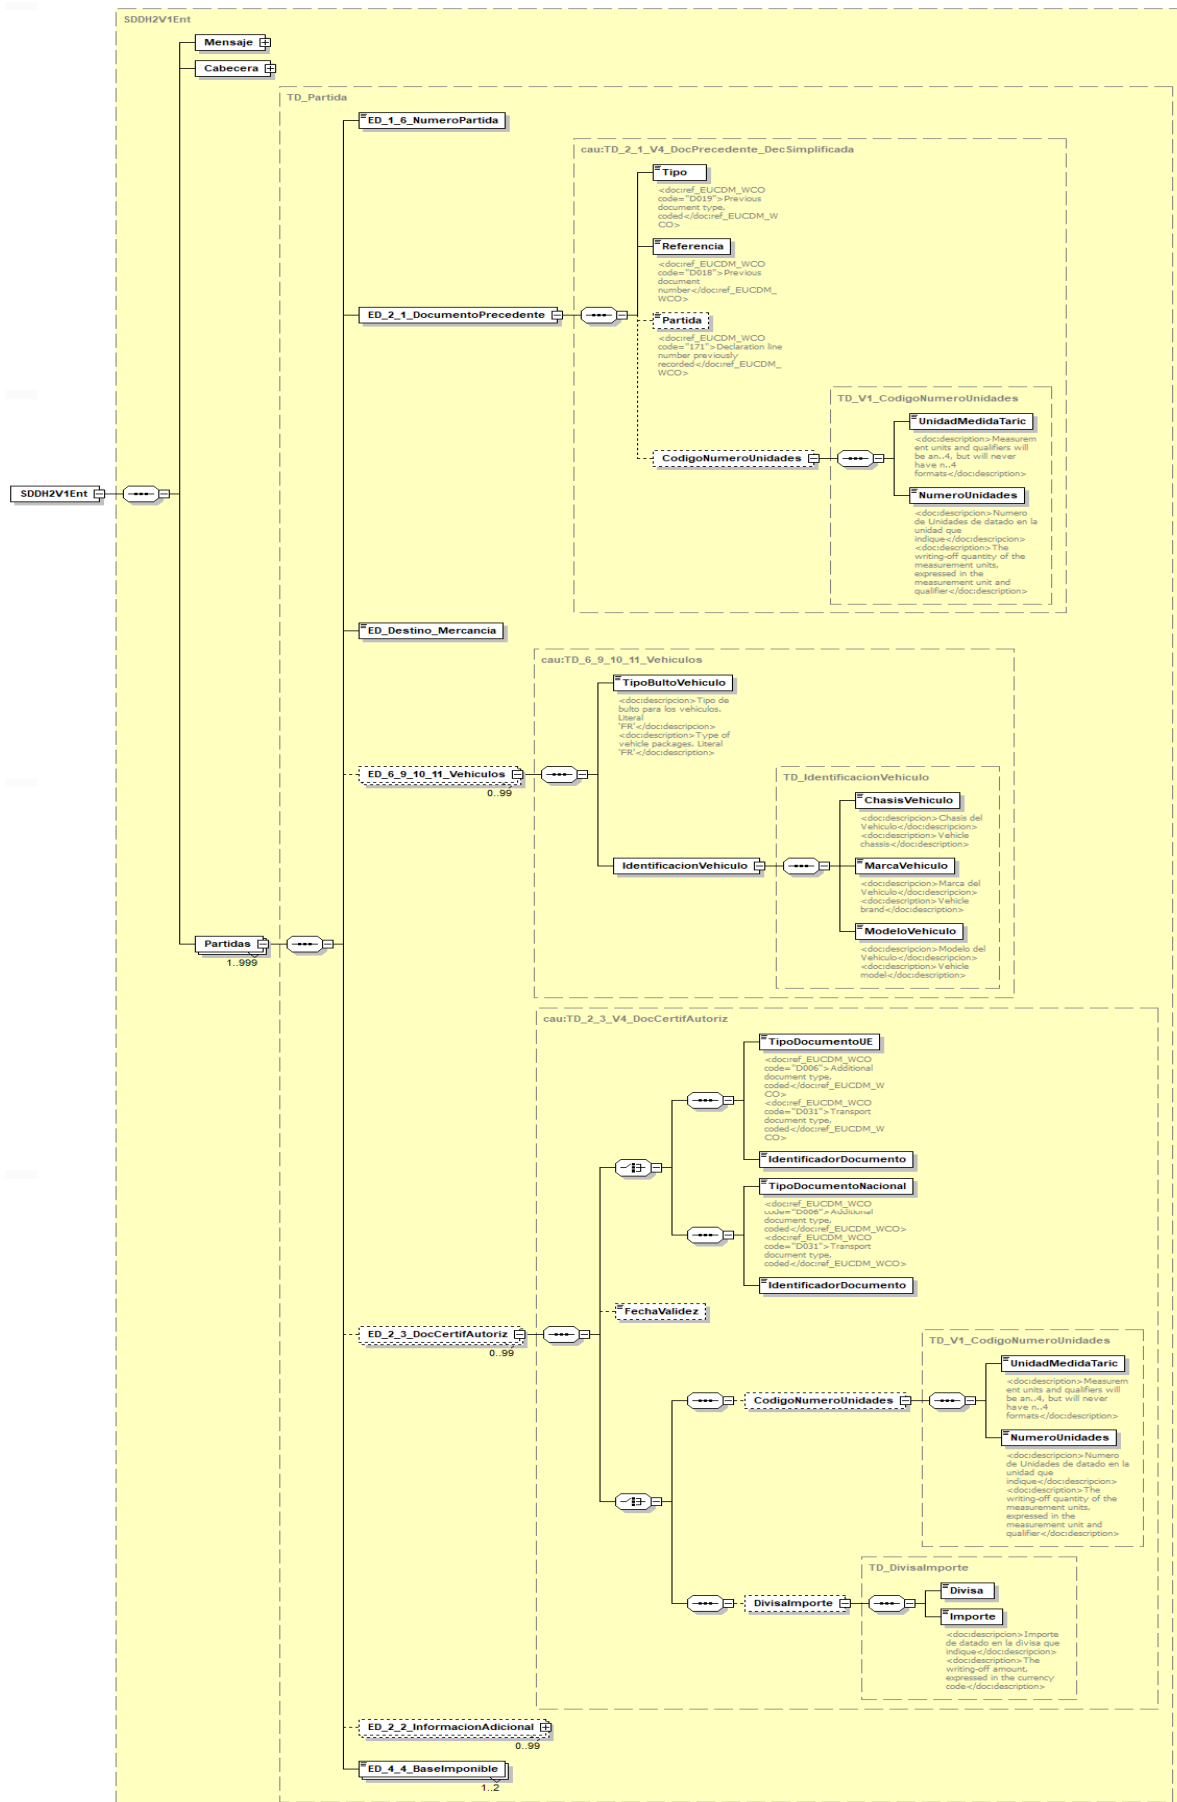 SDDH2V1Ent
Mensaje
Cabecera
TD_Partida
ED_1_6_NumeroPartida
cau:TD_2_1_V4_DocPrecedente_DecSimplificada
Tipo
<doc:ref_EUCDM_WCO
code="D019">Previous
document type,
coded</doc:ref_EUCDM_W
CO>
Referencia
<doc:ref_EUCDM_WCO
code="D018">Previous
document
number</doc:ref_EUCDM_
WCO>
ED_2_1_DocumentoPrecedente
Partida
<doc:ref_EUCDM_WCO
code="171">Declaration line
number previously
recorded</doc:ref_EUCDM_
WCO>
TD_V1_CodigoNumeroUnidades
UnidadMedidaTaric
<doc:description>Measurem
ent units and qualifiers will
be an..4, but will never
have n..4
formats</doc:description>
CodigoNumeroUnidades
NumeroUnidades
<doc:descripcion>Numero
de Unidades de datado en la
unidad que
indique</doc:descripcion>
<doc:description>The
writing-off quantity of the
measurement units,
expressed in the
measurement unit and
qualifier</doc:description>
SDDH2V1Ent
ED_Destino_Mercancia
cau:TD_6_9_10_11_Vehiculos
TipoBultoVehiculo
<doc:descripcion>Tipo de
bulto para los vehiculos.
Literal
'FR'</doc:descripcion>
<doc:description>Type of
vehicle packages. Literal
'FR'</doc:description>
ED_6_9_10_11_Vehiculos
0..99
TD_IdentificacionVehiculo
ChasisVehiculo
<doc:descripcion>Chasis del
Vehiculo</doc:descripcion>
<doc:description>Vehicle
chassis</doc:description>
IdentificacionVehiculo
MarcaVehiculo
<doc:descripcion>Marca del
Vehiculo</doc:descripcion>
<doc:description>Vehicle
brand</doc:description>
ModeloVehiculo
<doc:descripcion>Modelo del
Vehiculo</doc:descripcion>
<doc:description>Vehicle
model</doc:description>
Partidas
1..999
cau:TD_2_3_V4_DocCertifAutoriz
TipoDocumentoUE
<doc:ref_EUCDM_WCO
code="D006">Additional
document type,
coded</doc:ref_EUCDM_W
CO>
<doc:ref_EUCDM_WCO
code="D031">Transport
document type,
coded</doc:ref_EUCDM_W
CO>
IdentificadorDocumento
TipoDocumentoNacional
<doc:ref_EUCDM_WCO
code="D006">Additional
document type,
coded</doc:ref_EUCDM_WCO>
<doc:ref_EUCDM_WCO
code="D031">Transport
document type,
coded</doc:ref_EUCDM_WCO>
IdentificadorDocumento
FechaValidez
ED_2_3_DocCertifAutoriz
0..99
TD_V1_CodigoNumeroUnidades
UnidadMedidaTaric
<doc:description>Measurem
ent units and qualifiers will
be an..4, but will never
have n..4
formats</doc:description>
CodigoNumeroUnidades
NumeroUnidades
<doc:descripcion>Numero
de Unidades de datado en la
unidad que
indique</doc:descripcion>
<doc:description>The
writing-off quantity of the
measurement units,
expressed in the
measurement unit and
qualifier</doc:description>
TD_DivisaImporte
Divisa
DivisaImporte
Importe
<doc:descripcion>Importe
de datado en la divisa que
indique</doc:descripcion>
<doc:description>The
writing-off amount,
expressed in the currency
code</doc:description>
ED_2_2_InformacionAdicional
0..99
ED_4_4_BaseImponible
1..2